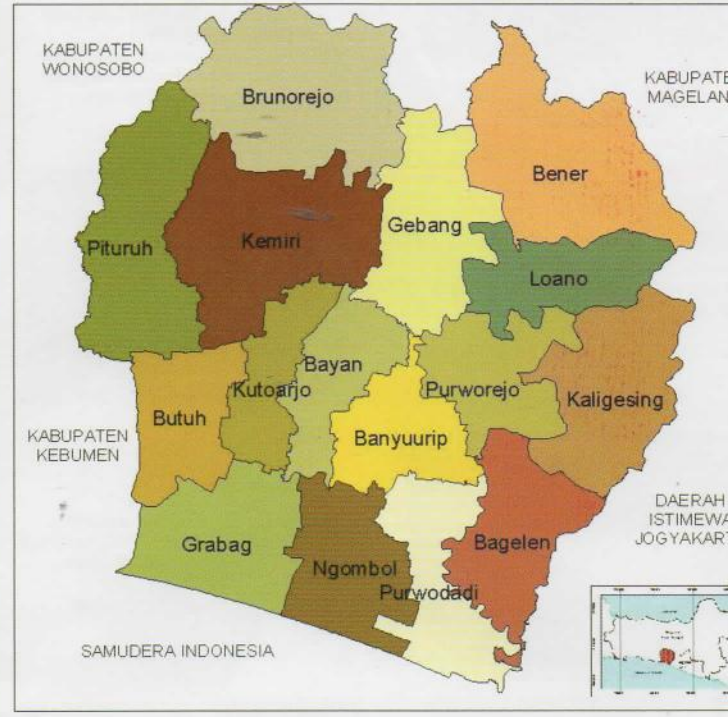 KABUPATEN
WONOSOBO
KABUPATE
MAGELAN
Brunorejo
Bener
Gebang
Pituruh
Kemiri
Loano
Bayan
Kutoarjo
Purworejo
Kaligesing
Butuh
Banyuurip
KABUPATEN
KEBUMEN
DAERAH
ISTIMEWA
JOGYAKART
Grabag
Ngombol
Bagelen
Purwodadi
SAMUDERA INDONESIA